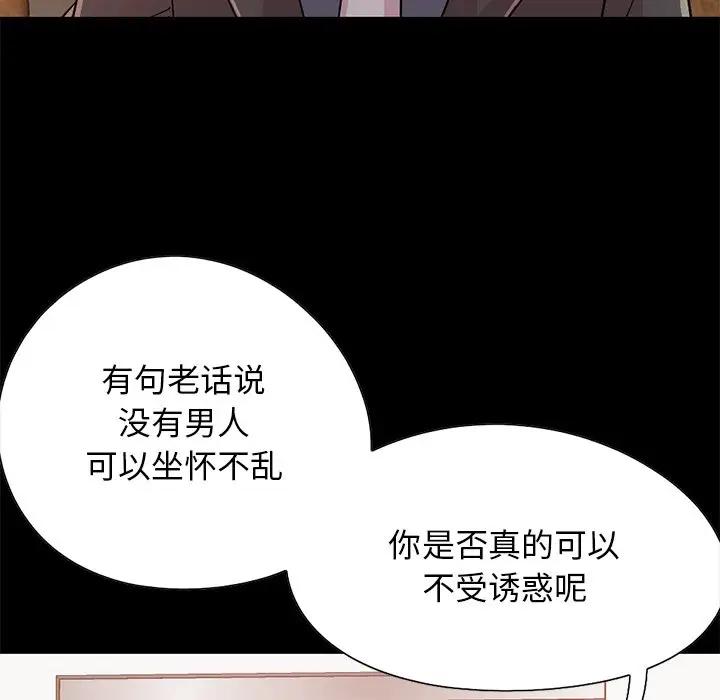 有句老话说
没有男人
可以坐怀不乱
你是否真的可以
不受诱惑呢